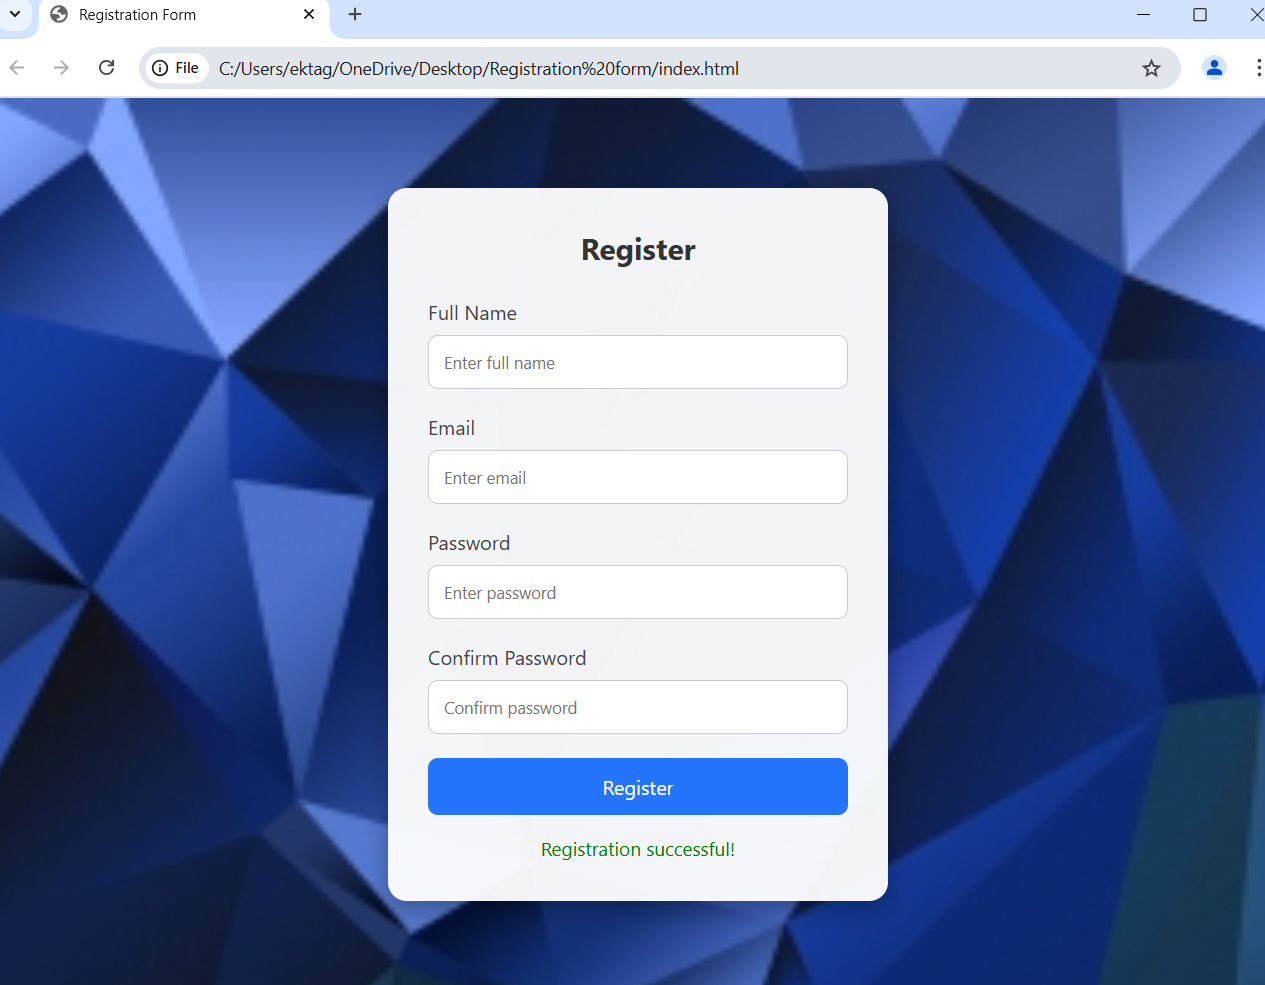 Registration Form
File
C:/Users/ektag/OneDrive/Desktop/Registration%20form/index.html
Register
Full Name
Enter full name
Email
Enter email
Password
Enter password
Confirm Password
Confirm password
Register
Registration successful!